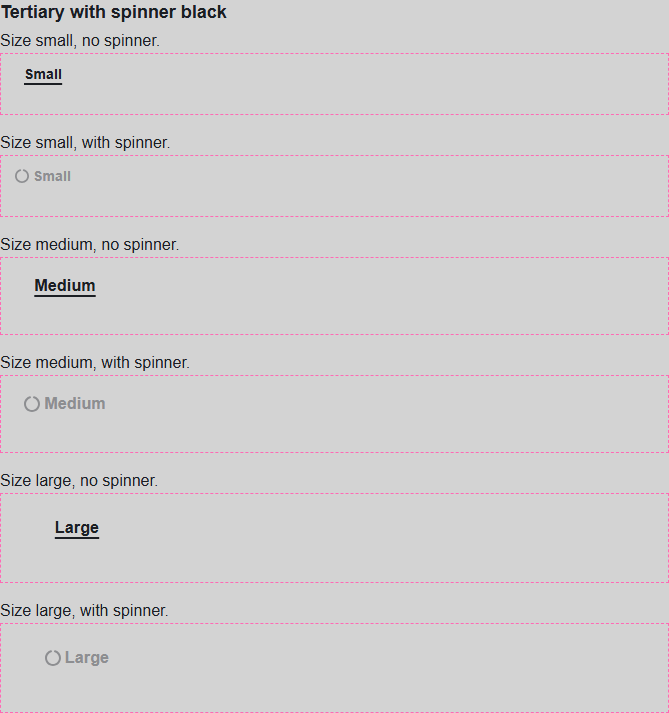 Tertiary with spinner black
Size small, no spinner.
Small
Size small, with spinner.
Small
Size medium, no spinner.
Medium
Size medium, with spinner.
Medium
Size large, no spinner.
Large
Size large, with spinner.
Large